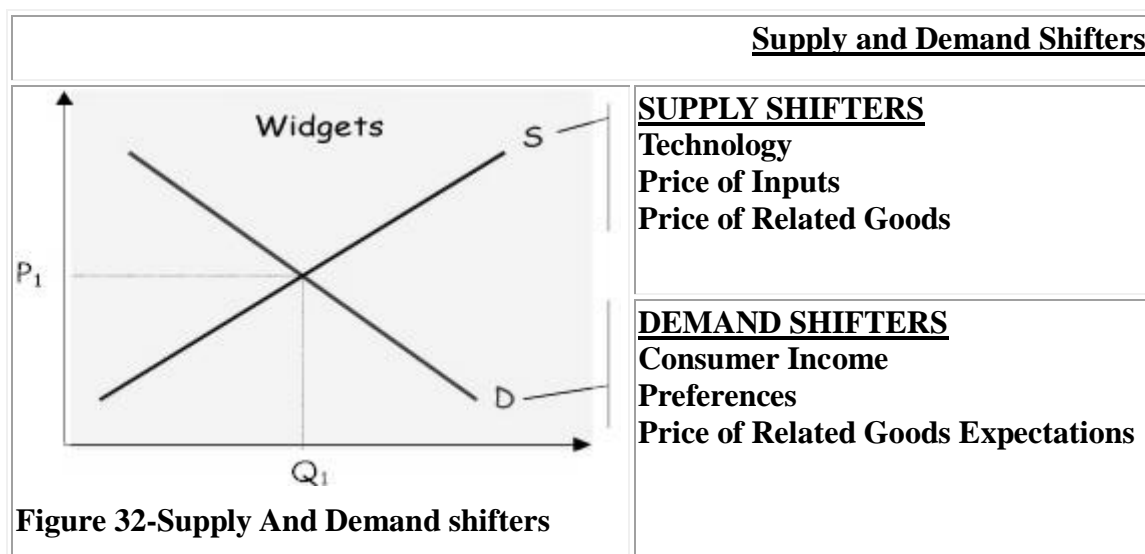 Supply and Demand Shifters
Widgets
S
P₁
D
Q₁
Figure 32-Supply And Demand shifters
SUPPLY SHIFTERS
Technology
Price of Inputs
Price of Related Goods
DEMAND SHIFTERS
Consumer Income
Preferences
Price of Related Goods Expectations